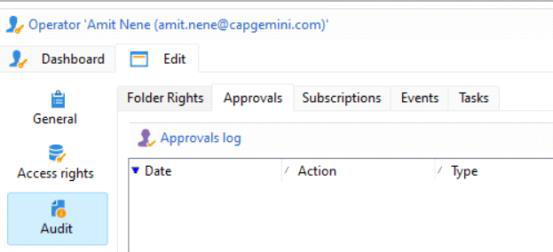 Operator 'Amit Nene (amit.nene@capgemini.com)'
Dashboard Edit
General
Access rights
Audit
Folder Rights Approvals Subscriptions Events Tasks
Approvals log
Date Action Type